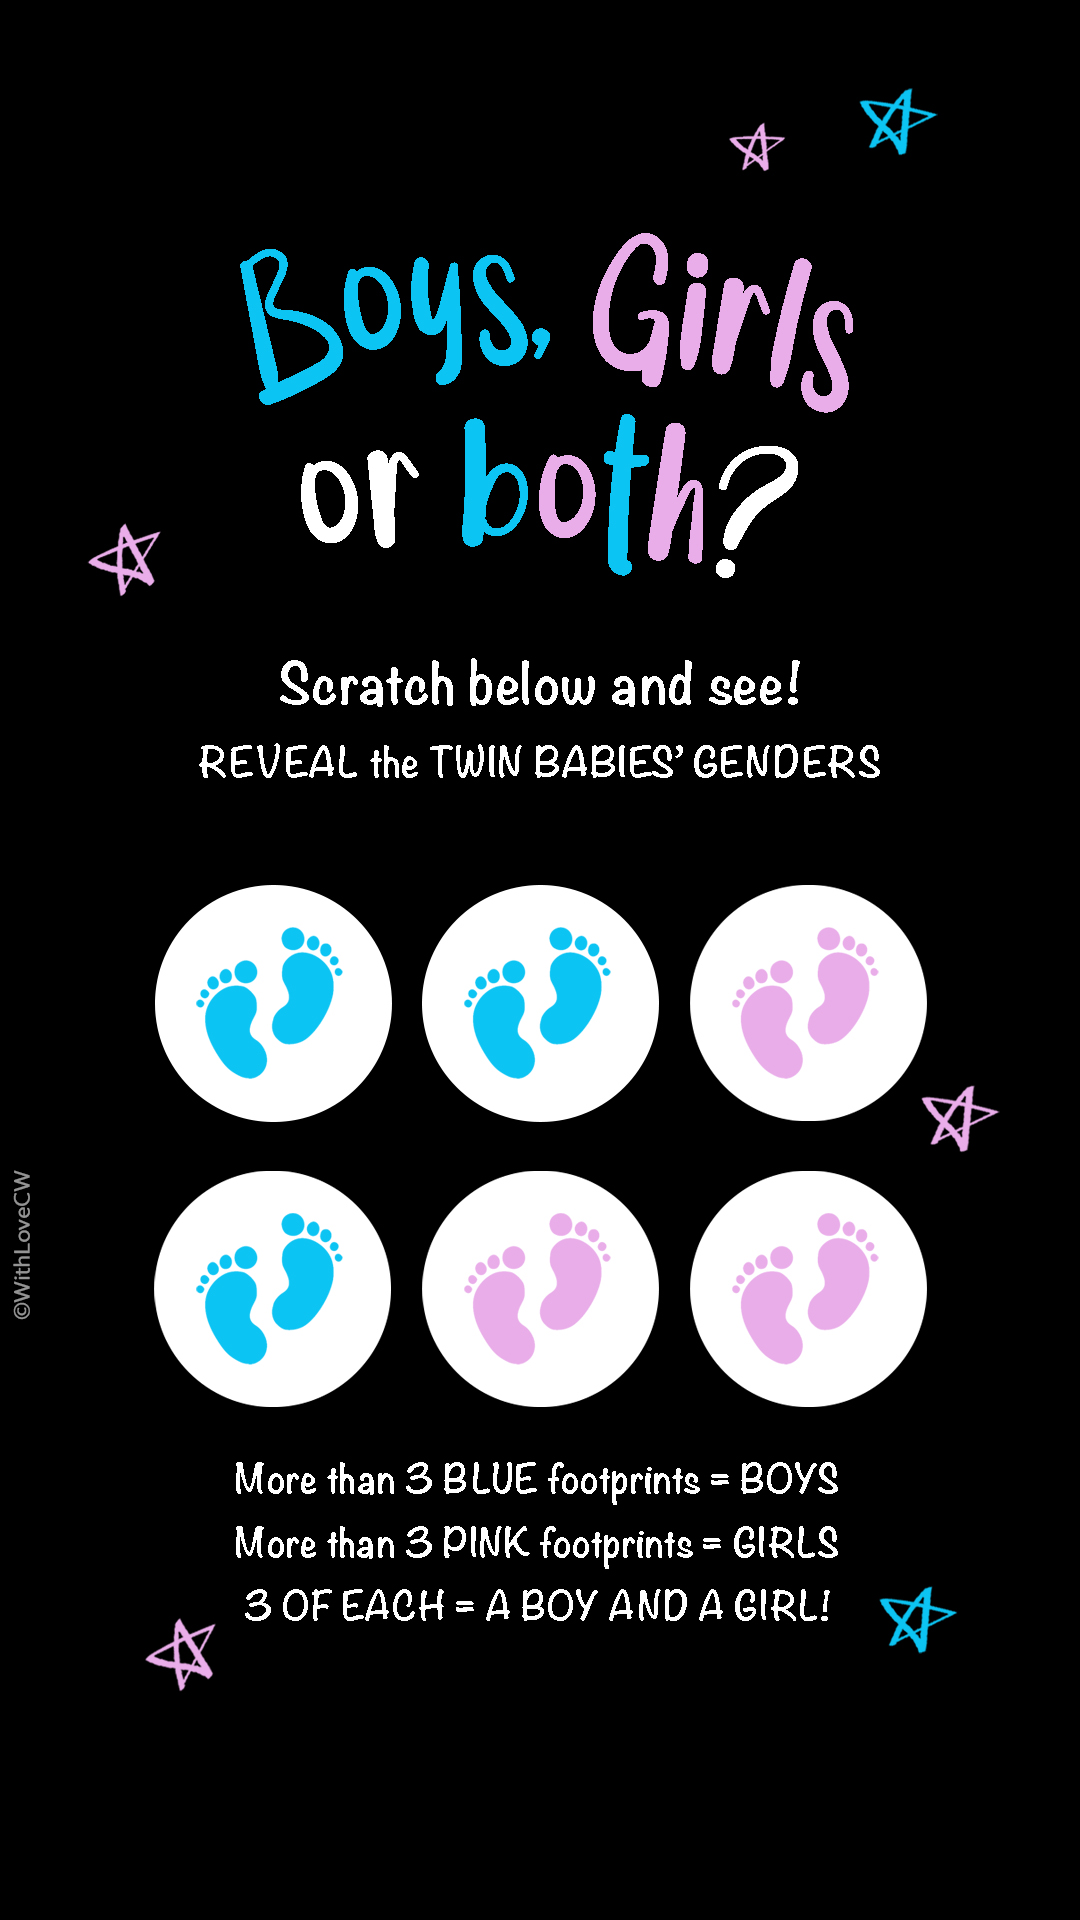 Boys, Girls
or both?
Scratch below and see!
REVEAL the TWIN BABIES’ GENDERS
©WithLoveCW
More than 3 BLUE footprints = BOYS
More than 3 PINK footprints = GIRLS
3 OF EACH = A BOY AND A GIRL!